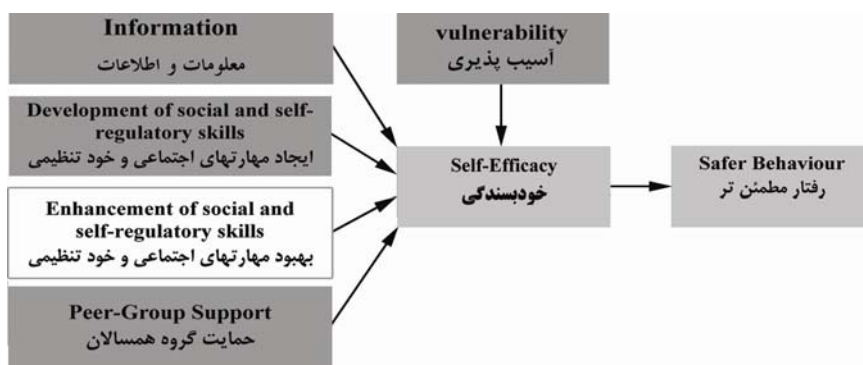 Information
معلومات و اطلاعات
vulnerability
آسیب پذیری
Development of social and self-
regulatory skills
ایجاد مهارتهای اجتماعی و خود تنظیمی
Self-Efficacy
خودبسندگی
Safer Behaviour
رفتار مطمئن تر
Enhancement of social and
self-regulatory skills
بهبود مهارتهای اجتماعی و خود تنظیمی
Peer-Group Support
حمایت گروه همسالان